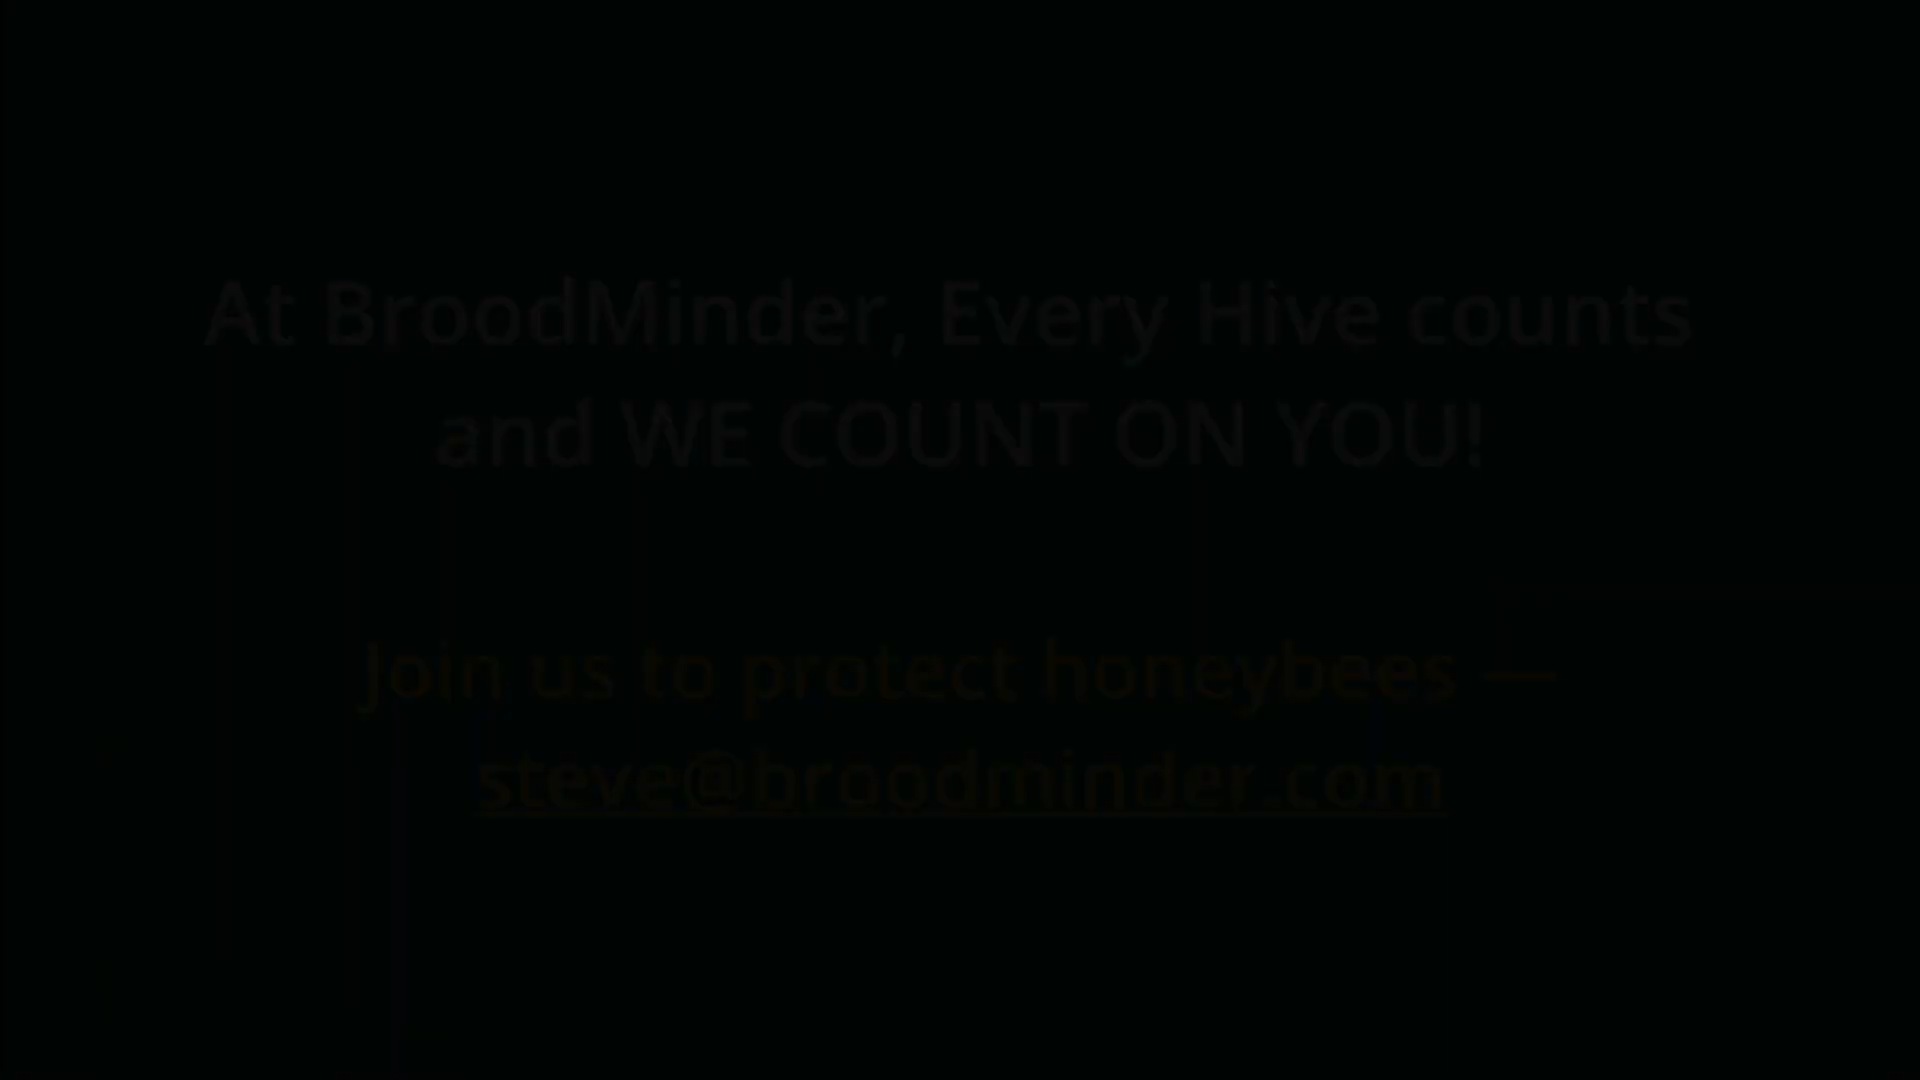 At BroodMinder, Every Hive counts
and WE COUNT ON YOU!
Join us to protect honeybees —
steve@broodminder.com